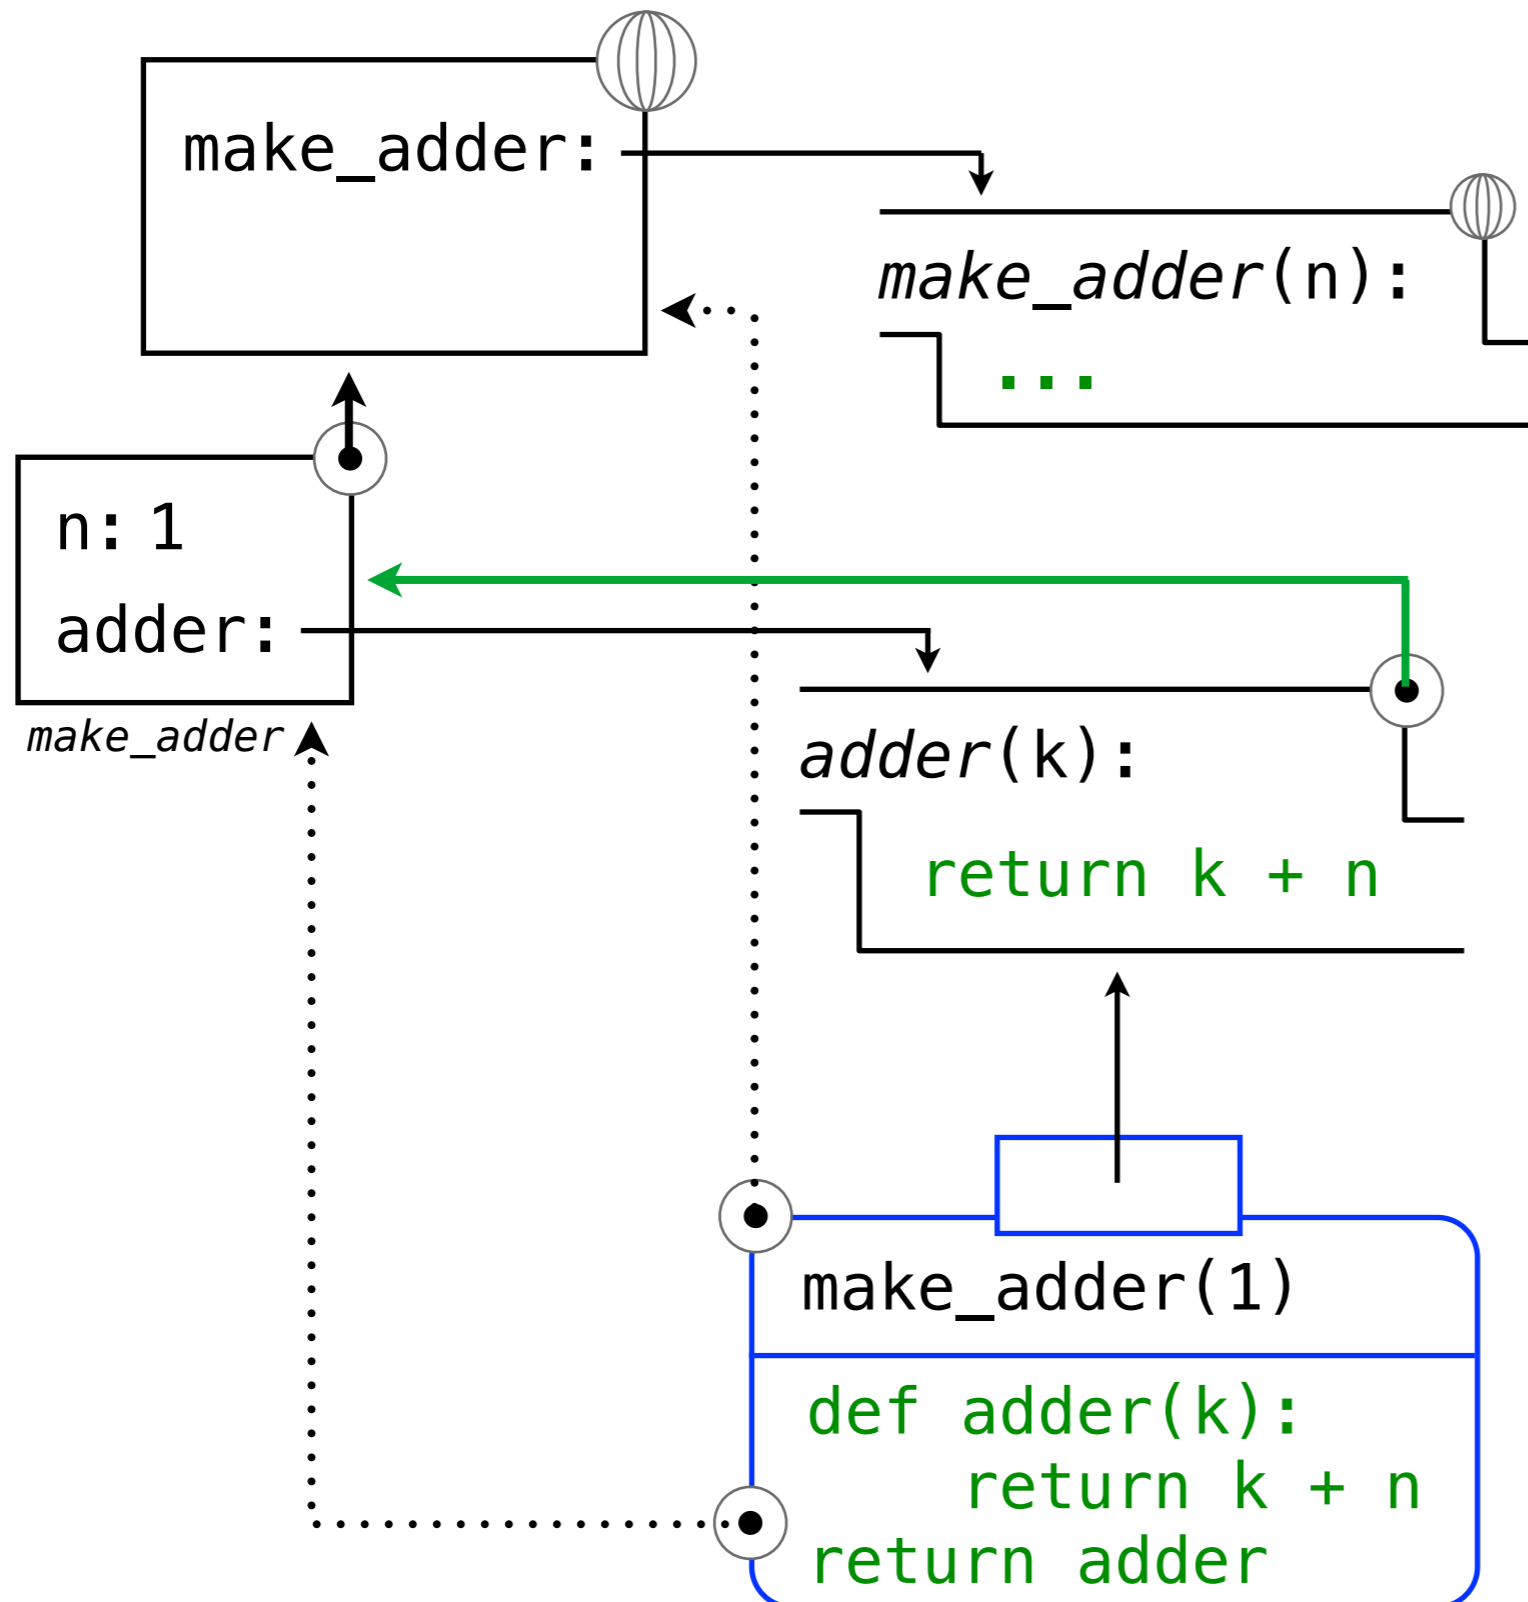 make_adder:
make_adder(n):
...
n: 1
adder:
make_adder
adder(k):
return k + n
make_adder(1)
def adder(k):
    return k + n
return adder